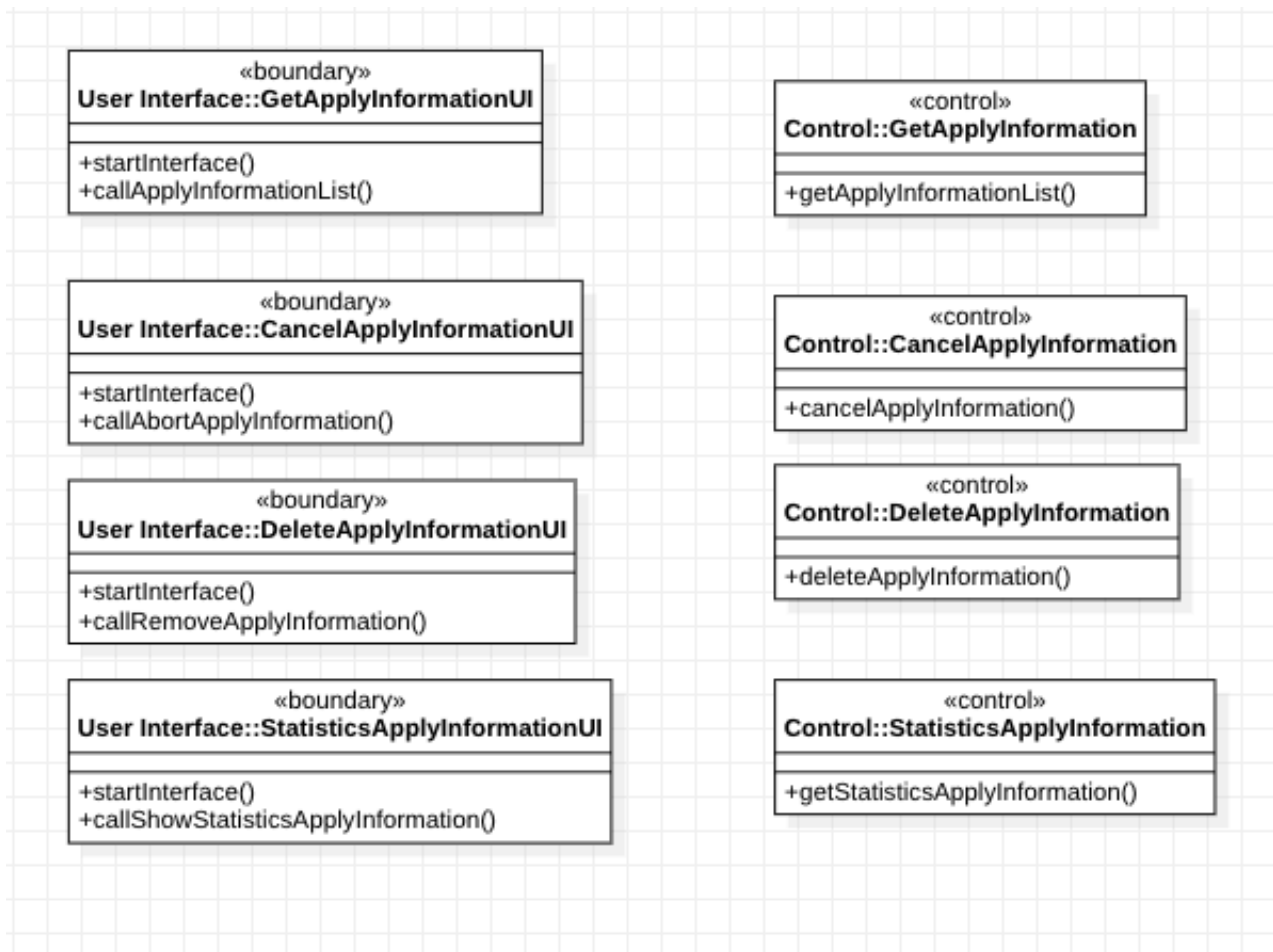 «boundary»
User Interface::GetApplyInformationUI
+startInterface()
+callApplyInformationList()
«control»
Control::GetApplyInformation
+getApplyInformationList()
«boundary»
User Interface::CancelApplyInformationUI
+startInterface()
+callAbortApplyInformation()
«control»
Control::CancelApplyInformation
+cancelApplyInformation()
«boundary»
User Interface::DeleteApplyInformationUI
+startInterface()
+callRemoveApplyInformation()
«control»
Control::DeleteApplyInformation
+deleteApplyInformation()
«boundary»
User Interface::StatisticsApplyInformationUI
+startInterface()
+callShowStatisticsApplyInformation()
«control»
Control::StatisticsApplyInformation
+getStatisticsApplyInformation()